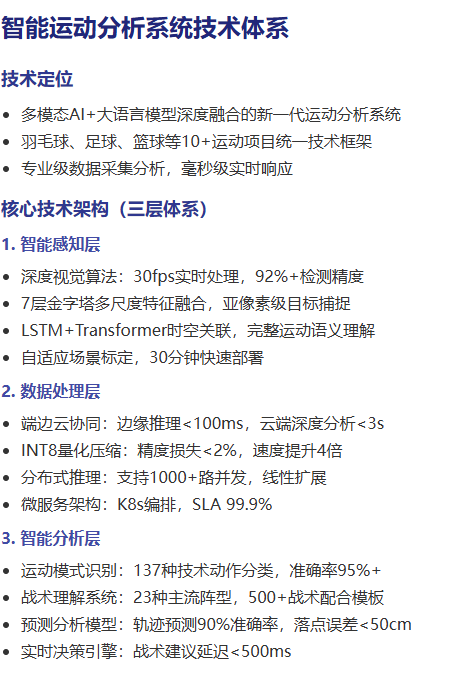 智能运动分析系统技术体系
技术定位
• 多模态AI+大语言模型深度融合的新一代运动分析系统
• 羽毛球、足球、篮球等10+运动项目统一技术框架
• 专业级数据采集分析，毫秒级实时响应
核心技术架构（三层体系）
1. 智能感知层
• 深度视觉算法：30fps实时处理，92%+检测精度
• 7层金字塔多尺度特征融合，亚像素级目标捕捉
• LSTM+Transformer时空关联，完整运动语义理解
• 自适应场景标定，30分钟快速部署
2. 数据处理层
• 端边云协同：边缘推理<100ms，云端深度分析<3s
• INT8量化压缩：精度损失<2%，速度提升4倍
• 分布式推理：支持1000+路并发，线性扩展
• 微服务架构：K8s编排，SLA 99.9%
3. 智能分析层
• 运动模式识别：137种技术动作分类，准确率95%+
• 战术理解系统：23种主流阵型，500+战术配合模板
• 预测分析模型：轨迹预测90%准确率，落点误差<50cm
• 实时决策引擎：战术建议延迟<500ms